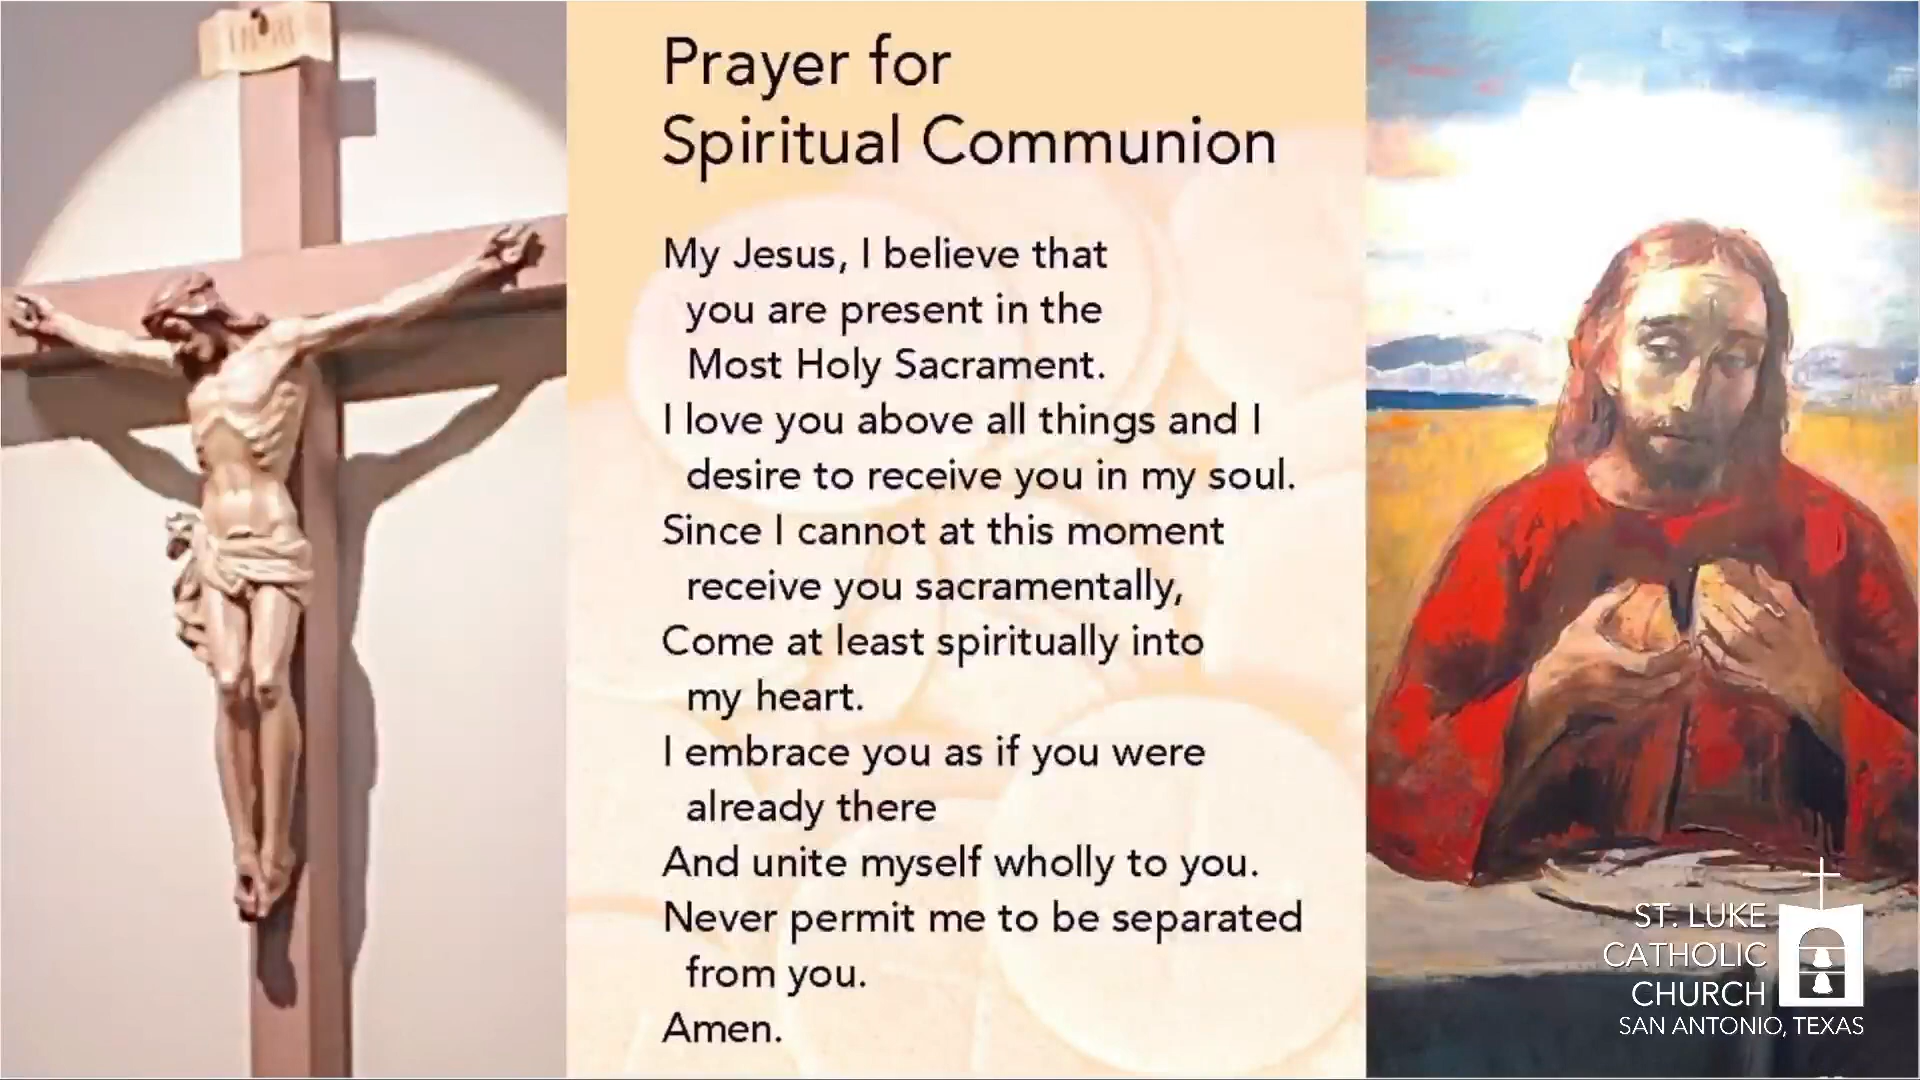 Prayer for
Spiritual Communion
My Jesus, I believe that
you are present in the
Most Holy Sacrament.
I love you above all things and I
desire to receive you in my soul.
Since I cannot at this moment
receive you sacramentally,
Come at least spiritually into
my heart.
I embrace you as if you were
already there
And unite myself wholly to you.
Never permit me to be separated
from you.
Amen.
ST. LUKE
CATHOLIC
CHURCH
SAN ANTONIO, TEXAS